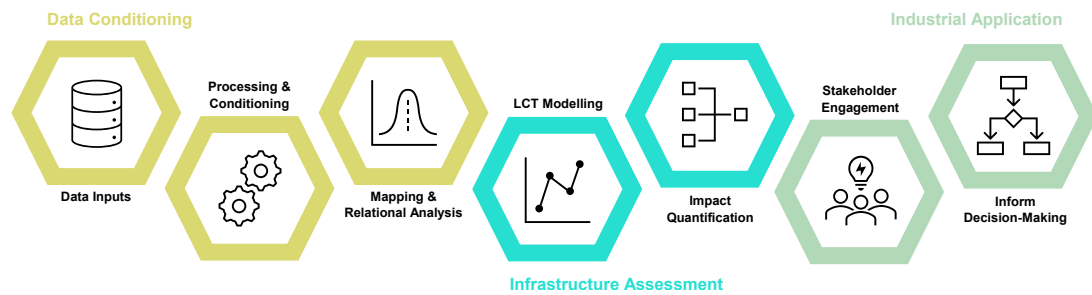 Data Conditioning
Industrial Application
Data Inputs
Processing &
Conditioning
Mapping &
Relational Analysis
LCT Modelling
Impact
Quantification
Stakeholder
Engagement
Inform
Decision-Making
Infrastructure Assessment